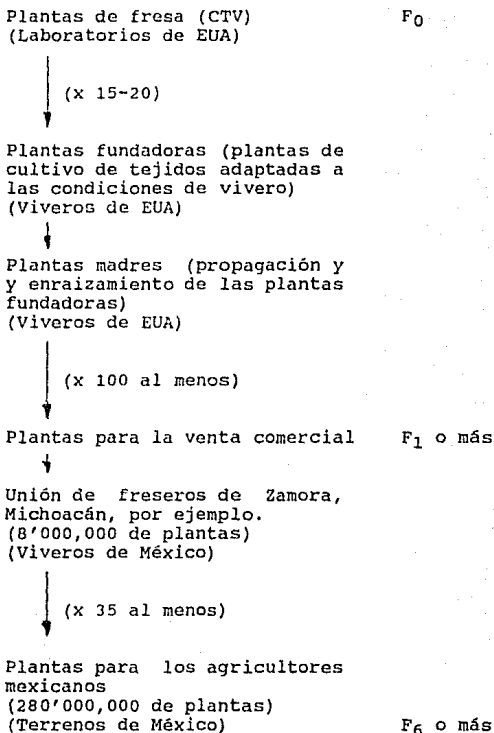 Plantas de fresa (CTV) F0
(Laboratorios de EUA)
(x 15-20)
Plantas fundadoras (plantas de
cultivo de tejidos adaptadas a
las condiciones de vivero)
(Viveros de EUA)
Plantas madres (propagación y
y enraizamiento de las plantas
fundadoras)
(Viveros de EUA)
(x 100 al menos)
Plantas para la venta comercial F1 o más
Unión de freseros de Zamora,
Michoacán, por ejemplo.
(8'000,000 de plantas)
(Viveros de México)
(x 35 al menos)
Plantas para los agricultores
mexicanos
(280'000,000 de plantas)
(Terrenos de México) F6 o más